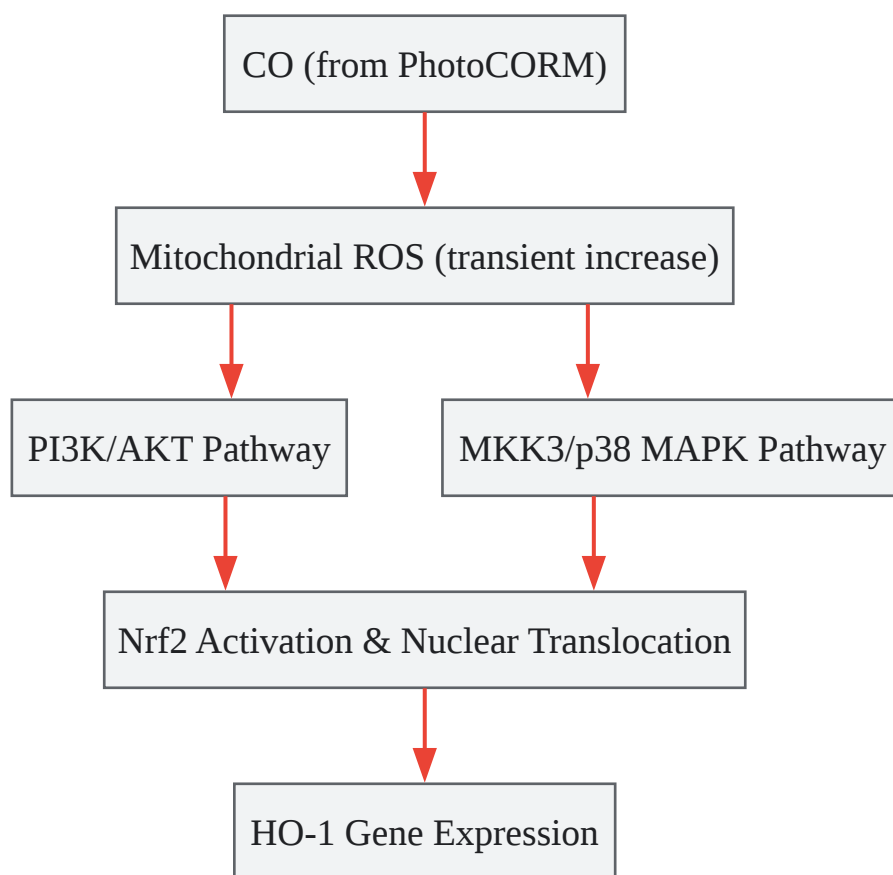 CO (from PhotoCORM)
Mitochondrial ROS (transient increase)
PI3K/AKT Pathway
MKK3/p38 MAPK Pathway
Nrf2 Activation & Nuclear Translocation
HO-1 Gene Expression